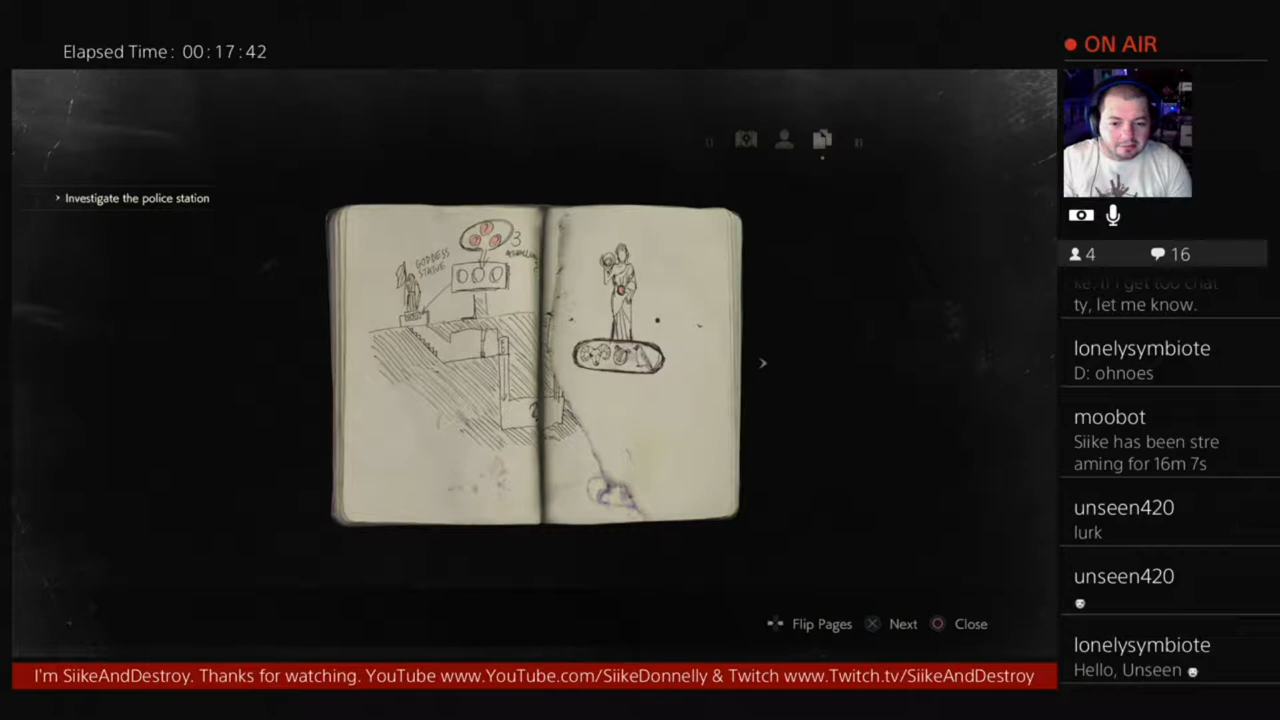 Elapsed Time: 00:17:42
ON AIR
> Investigate the police station
GODDESS
STATUE
3
4
16
ty, let me know.
lonelysymbiote
D: ohnoes
moobot
Siike has been stre
aming for 16m 7s
unseen420
lurk
unseen420
lonelysymbiote
Hello, Unseen
Flip Pages
Next
Close
I'm SiikeAndDestroy. Thanks for watching. YouTube www.YouTube.com/SiikeDonnelly & Twitch www.Twitch.tv/SiikeAndDestroy